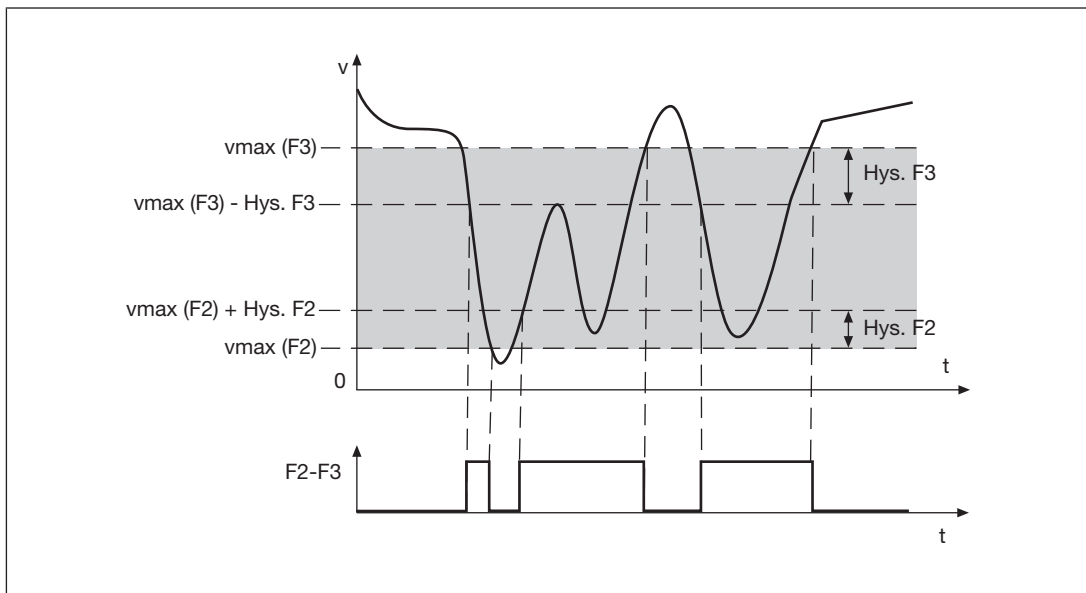 v
vmax (F3)
Hys. F3
vmax (F3) - Hys. F3
vmax (F2) + Hys. F2
Hys. F2
vmax (F2)
t
0
F2-F3
t